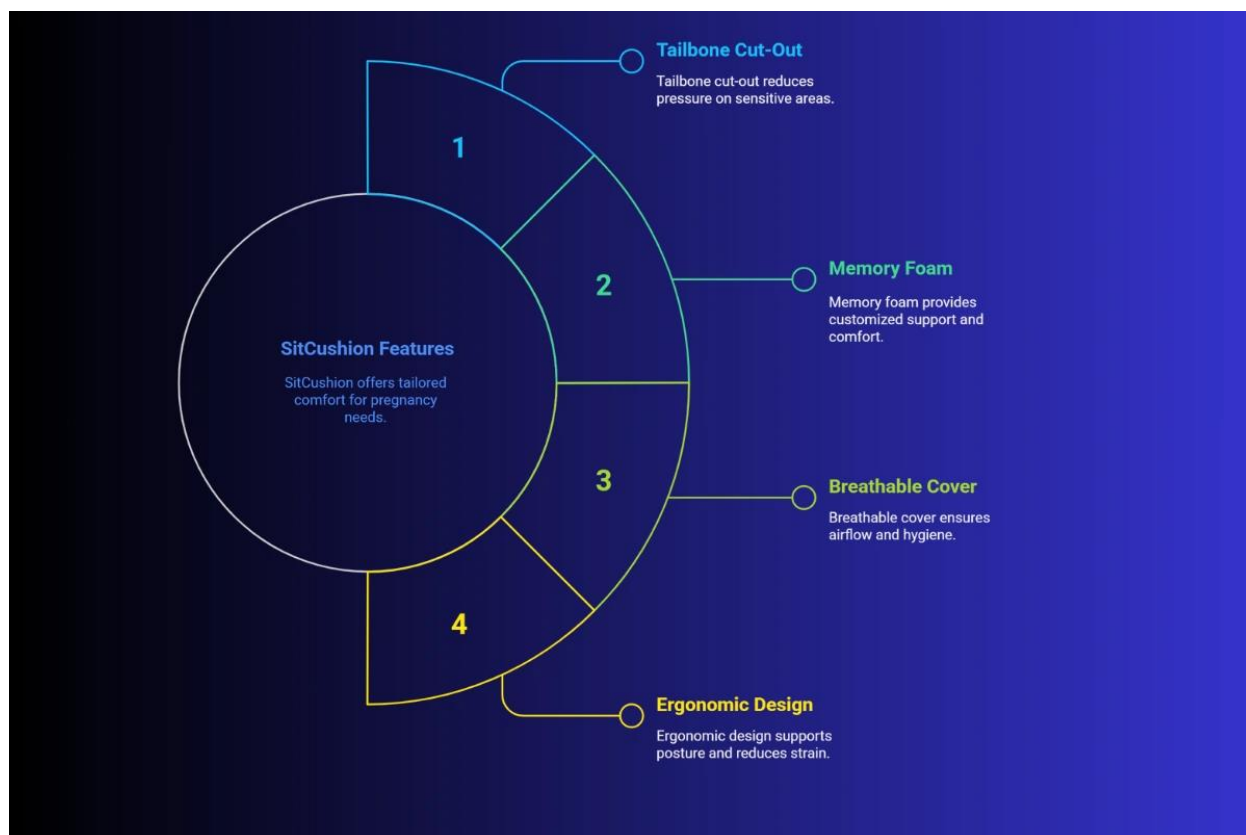 Tailbone Cut-Out
Tailbone cut-out reduces
pressure on sensitive areas.
1
2
Memory Foam
Memory foam provides
customized support and
comfort.
SitCushion Features
SitCushion offers tailored
comfort for pregnancy
needs.
3
Breathable Cover
Breathable cover ensures
airflow and hygiene.
4
Ergonomic Design
Ergonomic design supports
posture and reduces strain.